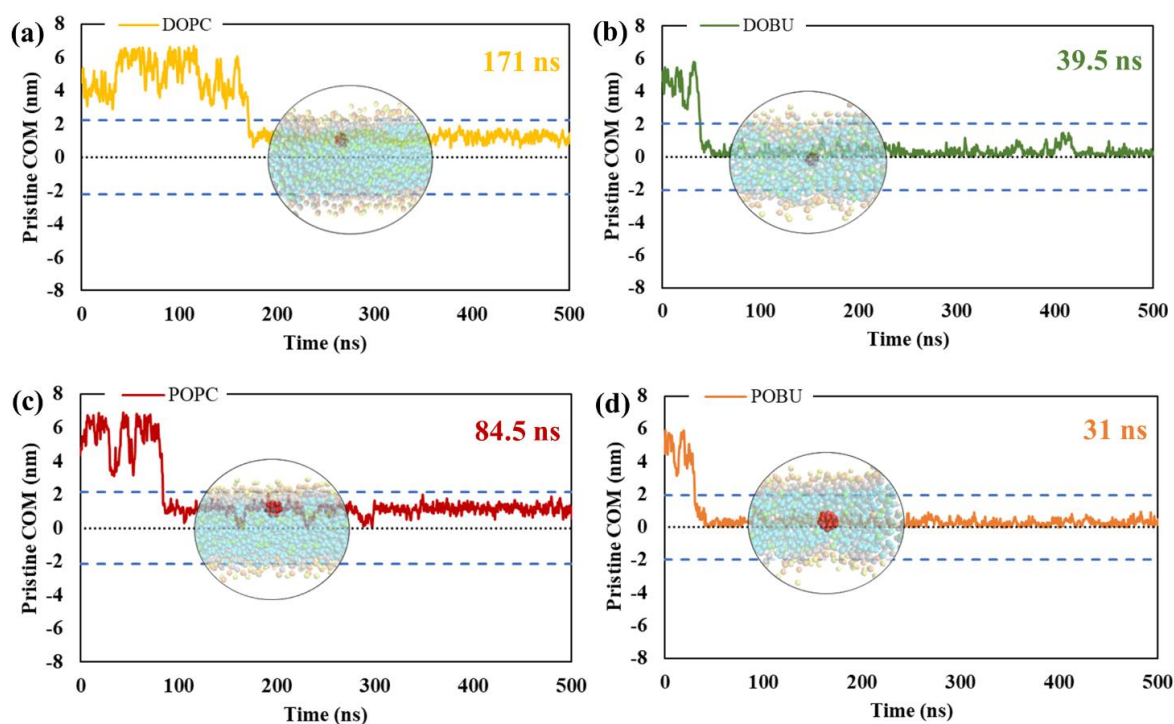 (a)
DOPC
171 ns
Pristine COM (nm)
8
6
4
2
0
-2
-4
-6
-8
0 100 200 300 400 500
Time (ns)
(b)
DOBU
39.5 ns
Pristine COM (nm)
8
6
4
2
0
-2
-4
-6
-8
0 100 200 300 400 500
Time (ns)
(c)
POPC
84.5 ns
Pristine COM (nm)
8
6
4
2
0
-2
-4
-6
-8
0 100 200 300 400 500
Time (ns)
(d)
POBU
31 ns
Pristine COM (nm)
8
6
4
2
0
-2
-4
-6
-8
0 100 200 300 400 500
Time (ns)